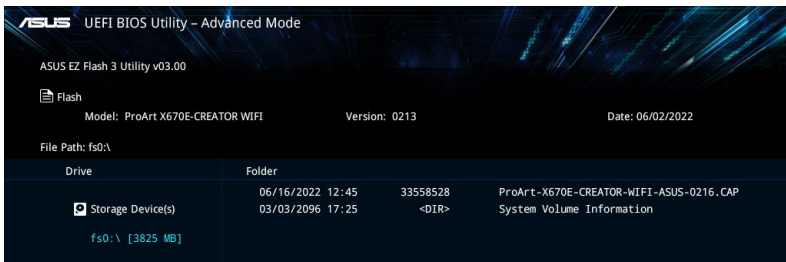 ASUS UEFI BIOS Utility – Advanced Mode
ASUS EZ Flash 3 Utility v03.00
Flash
Model: ProArt X670E-CREATOR WIFI Version: 0213 Date: 06/02/2022
File Path: fs0:\
Drive Folder
06/16/2022 12:45 33558528 ProArt-X670E-CREATOR-WIFI-ASUS-0216.CAP
Storage Device(s) 03/03/2096 17:25 <DIR> System Volume Information
fs0:\ [3825 MB]